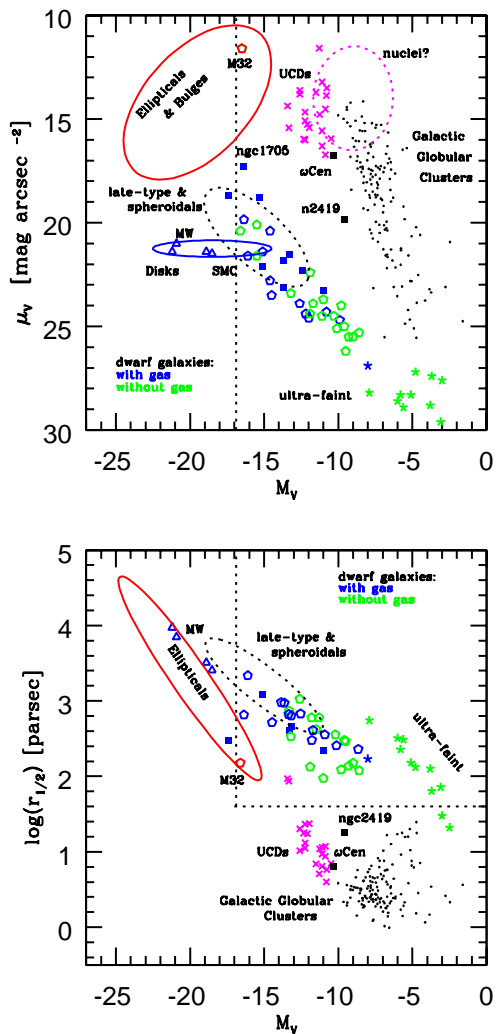 10
15
20
25
30
μV [mag arcsec −2]
M32
Ellipticals
& Bulges
UCDs
nuclei?
ngc1705
ωCen
Galactic
Globular
Clusters
late-type &
spheroidals
n2419
MW
Disks
SMC
dwarf galaxies:
with gas
without gas
ultra-faint
-25
-20
-15
-10
-5
0
MV
5
4
3
2
1
0
log(r1/2) [parsec]
dwarf galaxies:
with gas
without gas
MW
late-type &
spheroidals
Ellipticals
ultra-faint
M32
ngc2419
UCDs
ωCen
Galactic Globular
Clusters
-25
-20
-15
-10
-5
0
MV